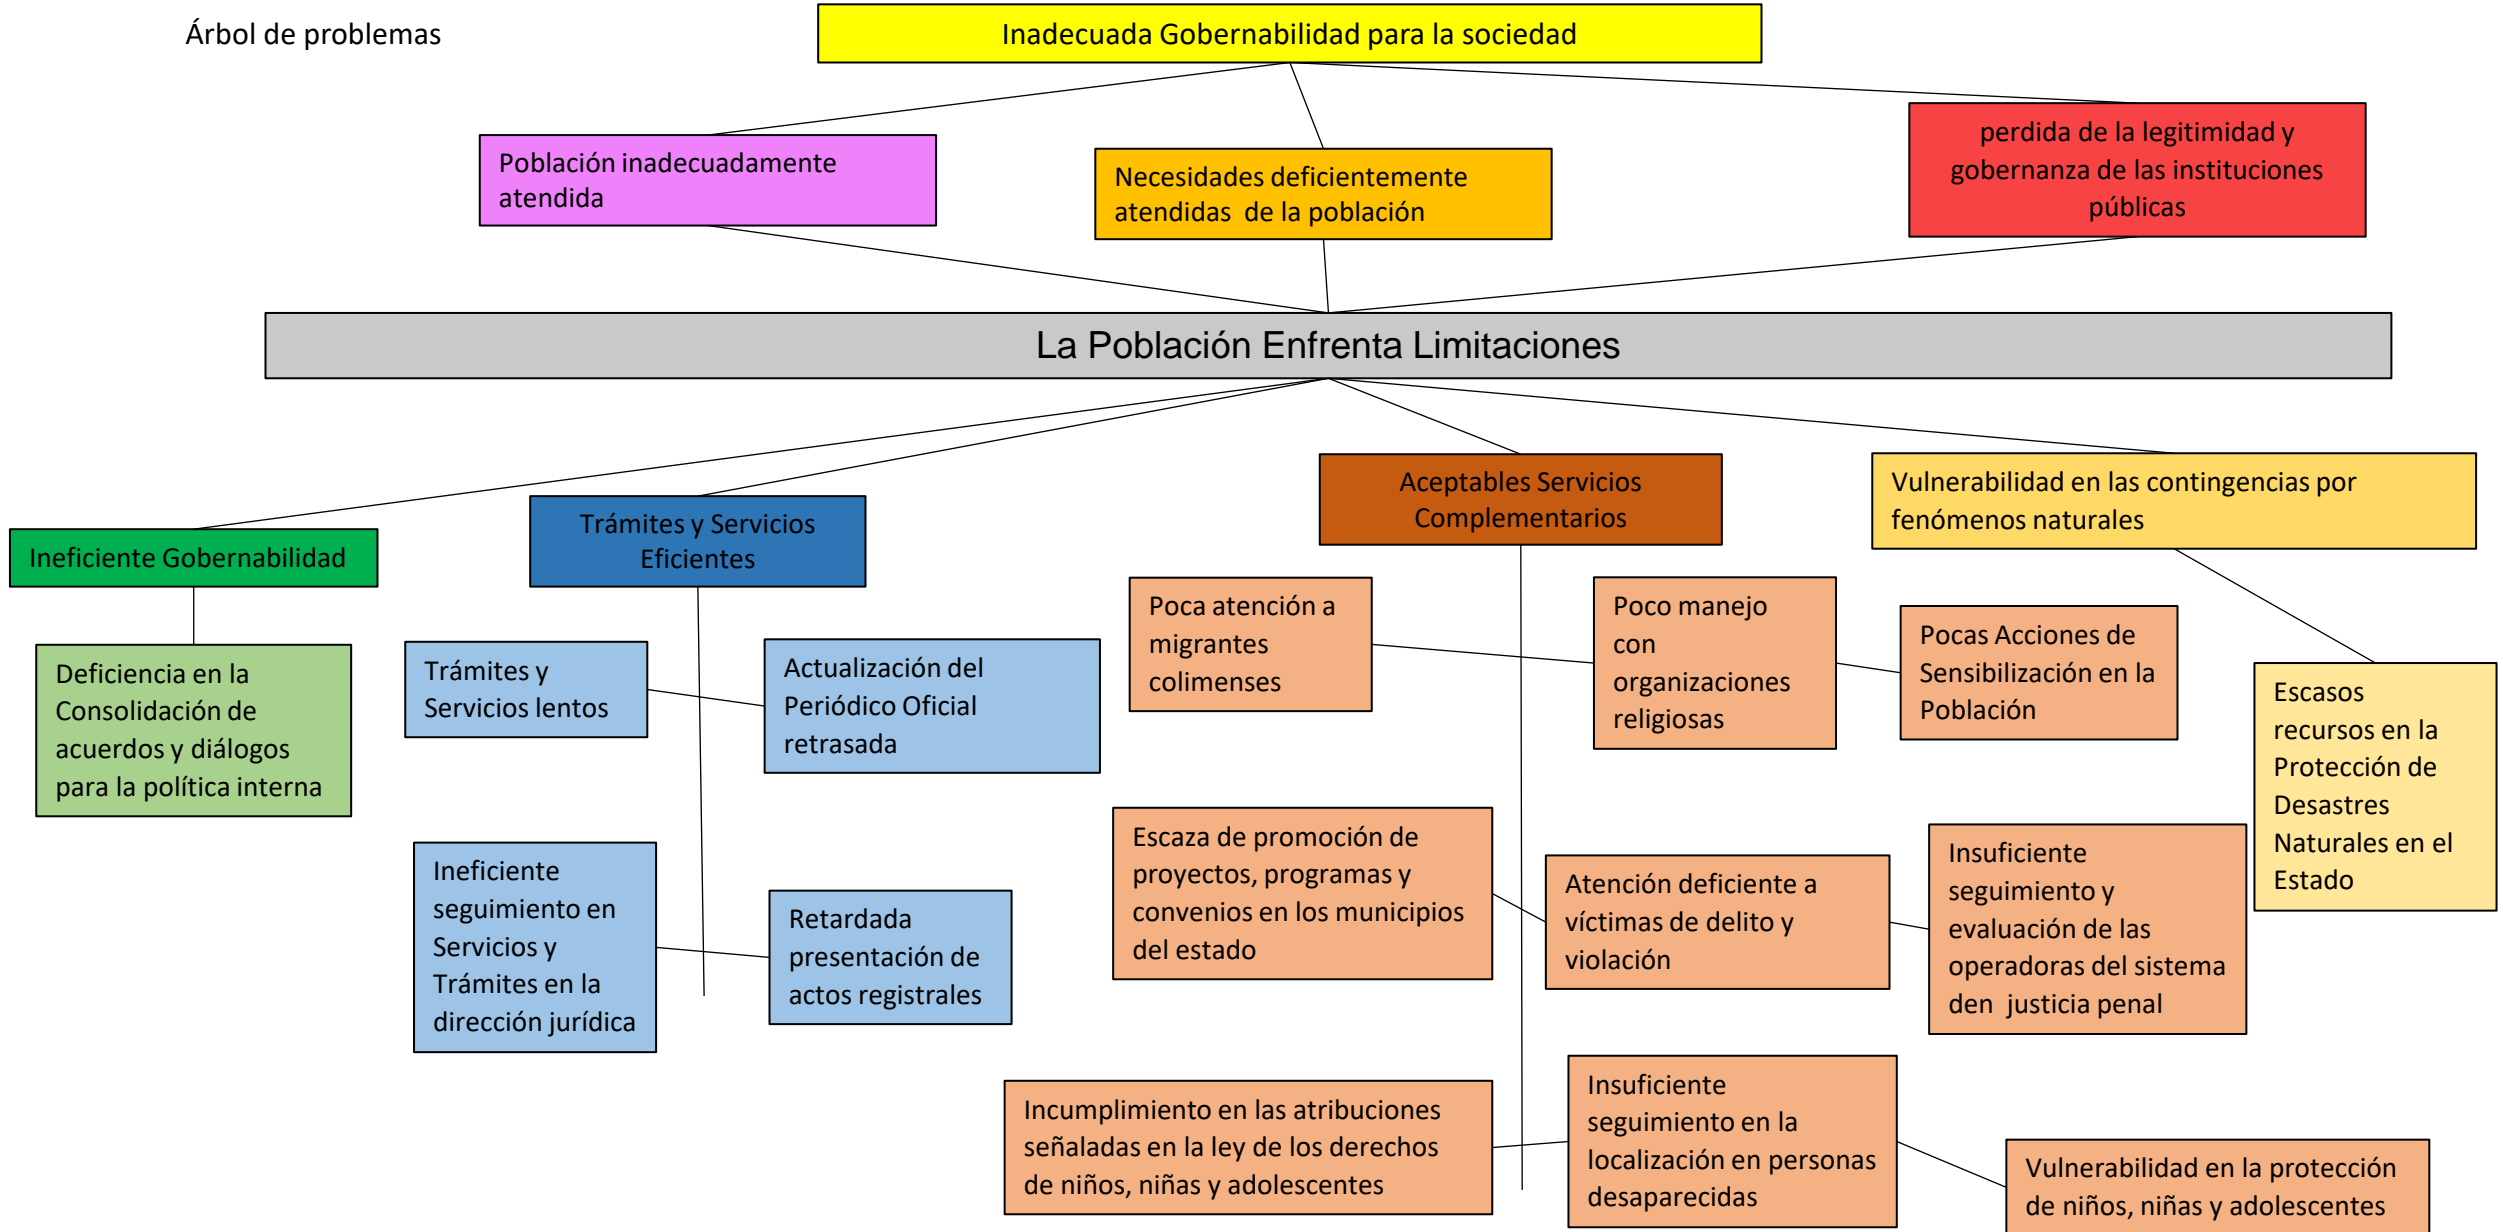 Árbol de problemas
Inadecuada Gobernabilidad para la sociedad
Población inadecuadamente
atendida
Necesidades deficientemente
atendidas de la población
perdida de la legitimidad y
gobernanza de las instituciones
públicas
La Población Enfrenta Limitaciones
Ineficiente Gobernabilidad
Trámites y Servicios
Eficientes
Aceptables Servicios
Complementarios
Vulnerabilidad en las contingencias por
fenómenos naturales
Deficiencia en la
Consolidación de
acuerdos y diálogos
para la política interna
Trámites y
Servicios lentos
Actualización del
Periódico Oficial
retrasada
Ineficiente
seguimiento en
Servicios y
Trámites en la
dirección jurídica
Retardada
presentación de
actos registrales
Poca atención a
migrantes
colimenses
Poco manejo
con
organizaciones
religiosas
Pocas Acciones de
Sensibilización en la
Población
Escasos
recursos en la
Protección de
Desastres
Naturales en el
Estado
Escaza de promoción de
proyectos, programas y
convenios en los municipios
del estado
Atención deficiente a
víctimas de delito y
violación
Insuficiente
seguimiento y
evaluación de las
operadoras del sistema
den justicia penal
Incumplimiento en las atribuciones
señaladas en la ley de los derechos
de niños, niñas y adolescentes
Insuficiente
seguimiento en la
localización en personas
desaparecidas
Vulnerabilidad en la protección
de niños, niñas y adolescentes